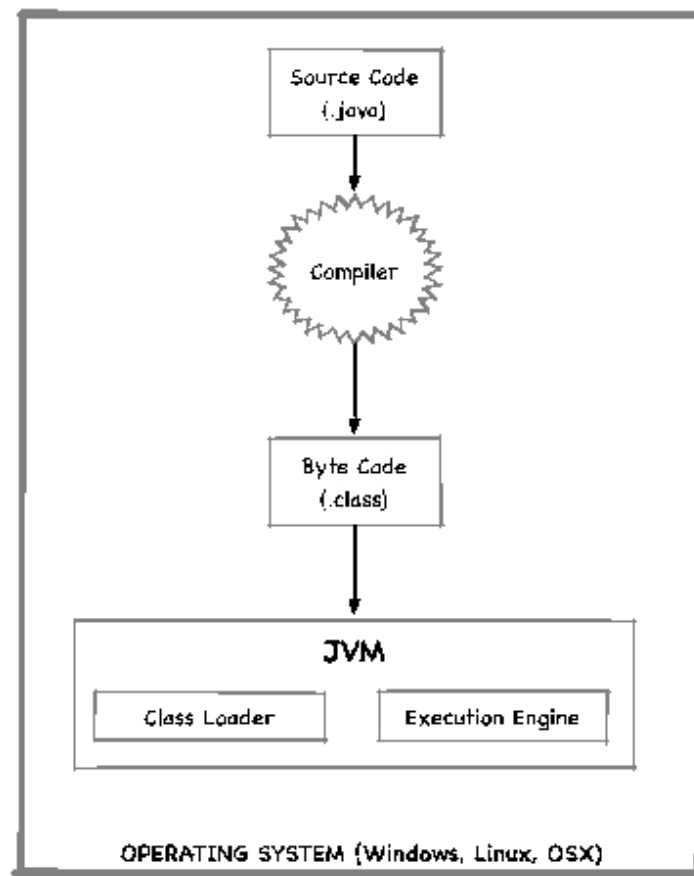 Source Code
(.java)
Compiler
Byte Code
(.class)
JVM
Class Loader
Execution Engine
OPERATING SYSTEM (Windows, Linux, OSX)